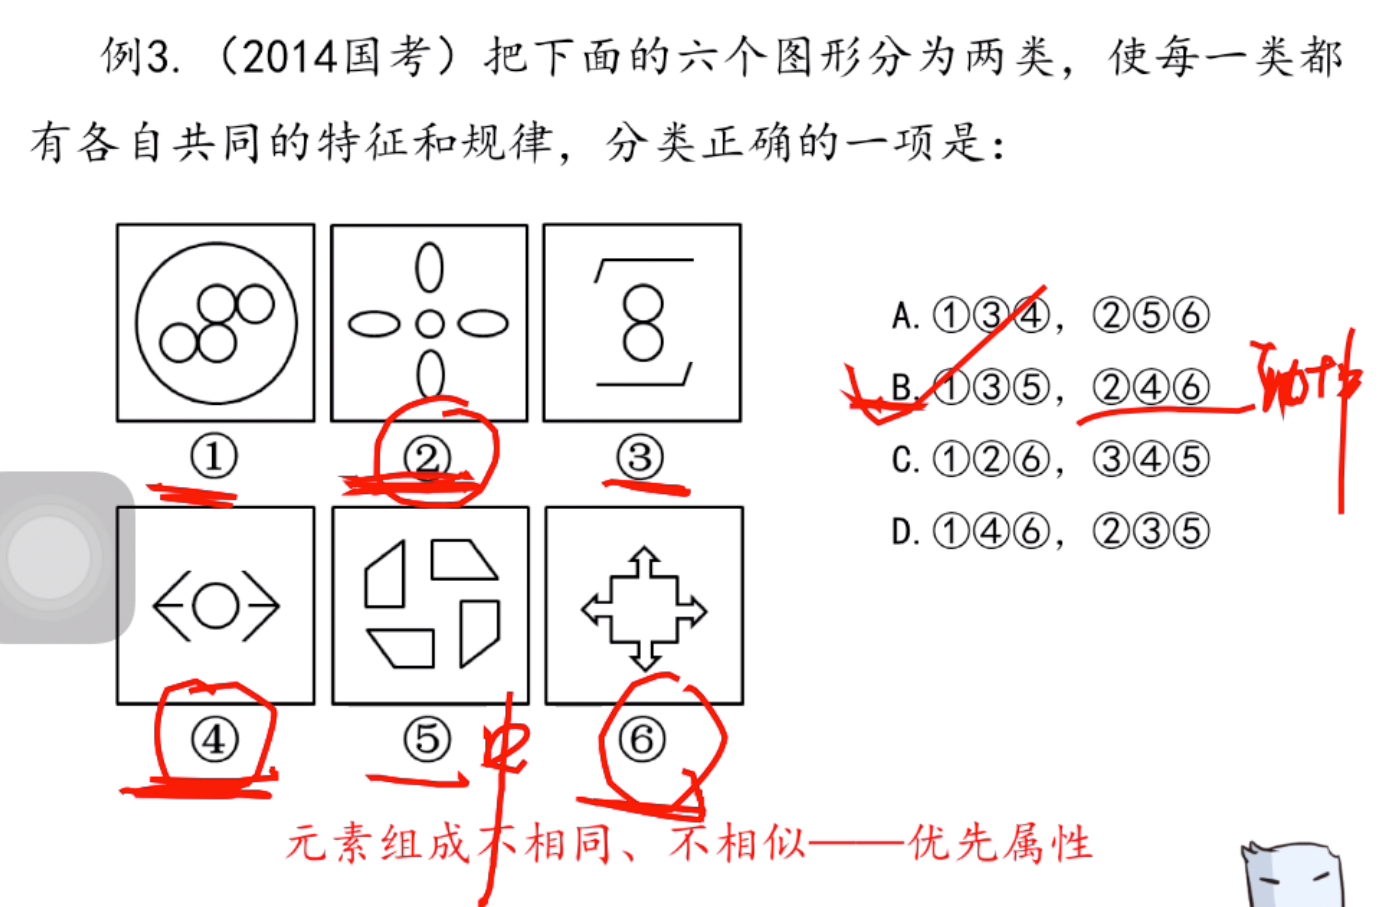 例3.（2014国考）把下面的六个图形分为两类，使每一类都
有各自共同的特征和规律，分类正确的一项是：
A.①③④，②⑤⑥
B.①③⑤，②④⑥
C.①②⑥，③④⑤
D.①④⑥，②③⑤
① ② ③
④ ⑤ ⑥
元素组成不相同、不相似——优先属性